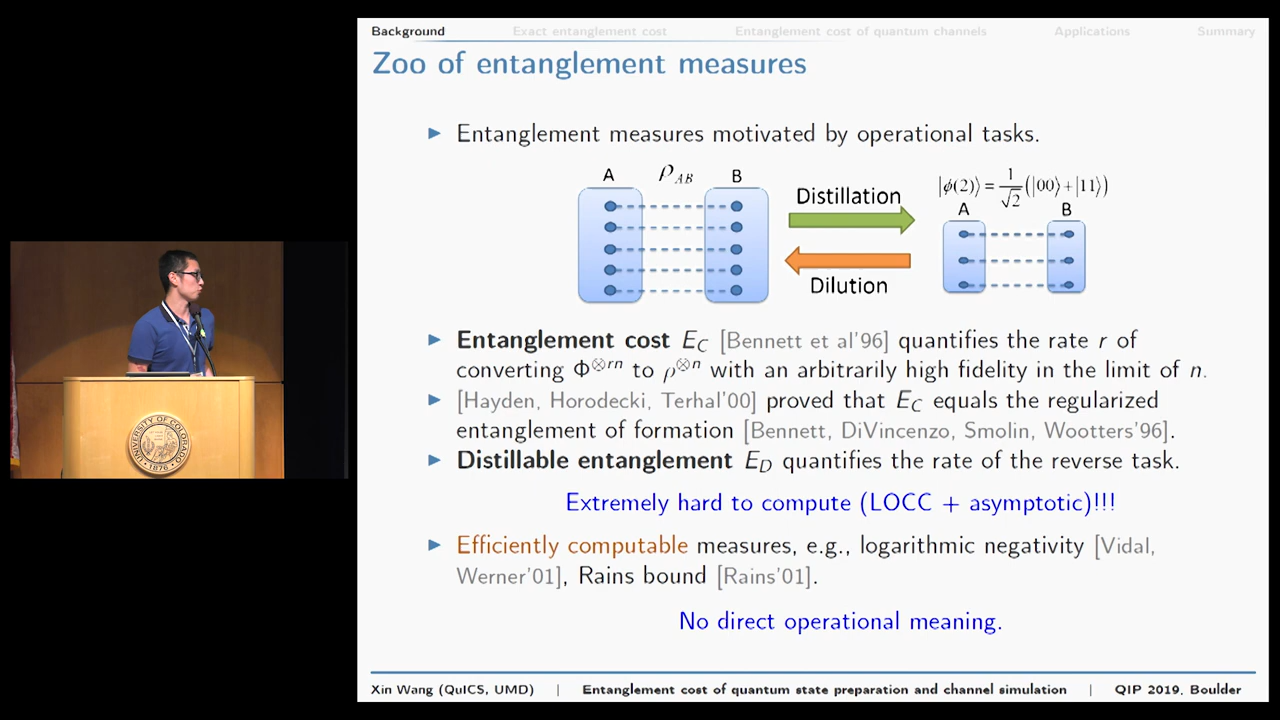 Background Exact entanglement cost Entanglement cost of quantum channels Applications Summary
Zoo of entanglement measures
▶ Entanglement measures motivated by operational tasks.
A ρ_AB B
Distillation
Dilution
|ϕ(2)⟩ = 1/√2 (|00⟩+|11⟩)
A B
▶ Entanglement cost E_C [Bennett et al'96] quantifies the rate r of
converting Φ^⊗rn to ρ^⊗n with an arbitrarily high fidelity in the limit of n.
▶ [Hayden, Horodecki, Terhal'00] proved that E_C equals the regularized
entanglement of formation [Bennett, DiVincenzo, Smolin, Wootters'96].
▶ Distillable entanglement E_D quantifies the rate of the reverse task.
Extremely hard to compute (LOCC + asymptotic)!!!
▶ Efficiently computable measures, e.g., logarithmic negativity [Vidal,
Werner'01], Rains bound [Rains'01].
No direct operational meaning.
Xin Wang (QuICS, UMD) | Entanglement cost of quantum state preparation and channel simulation | QIP 2019, Boulder
UNIVERSITY OF COLORADO
1876